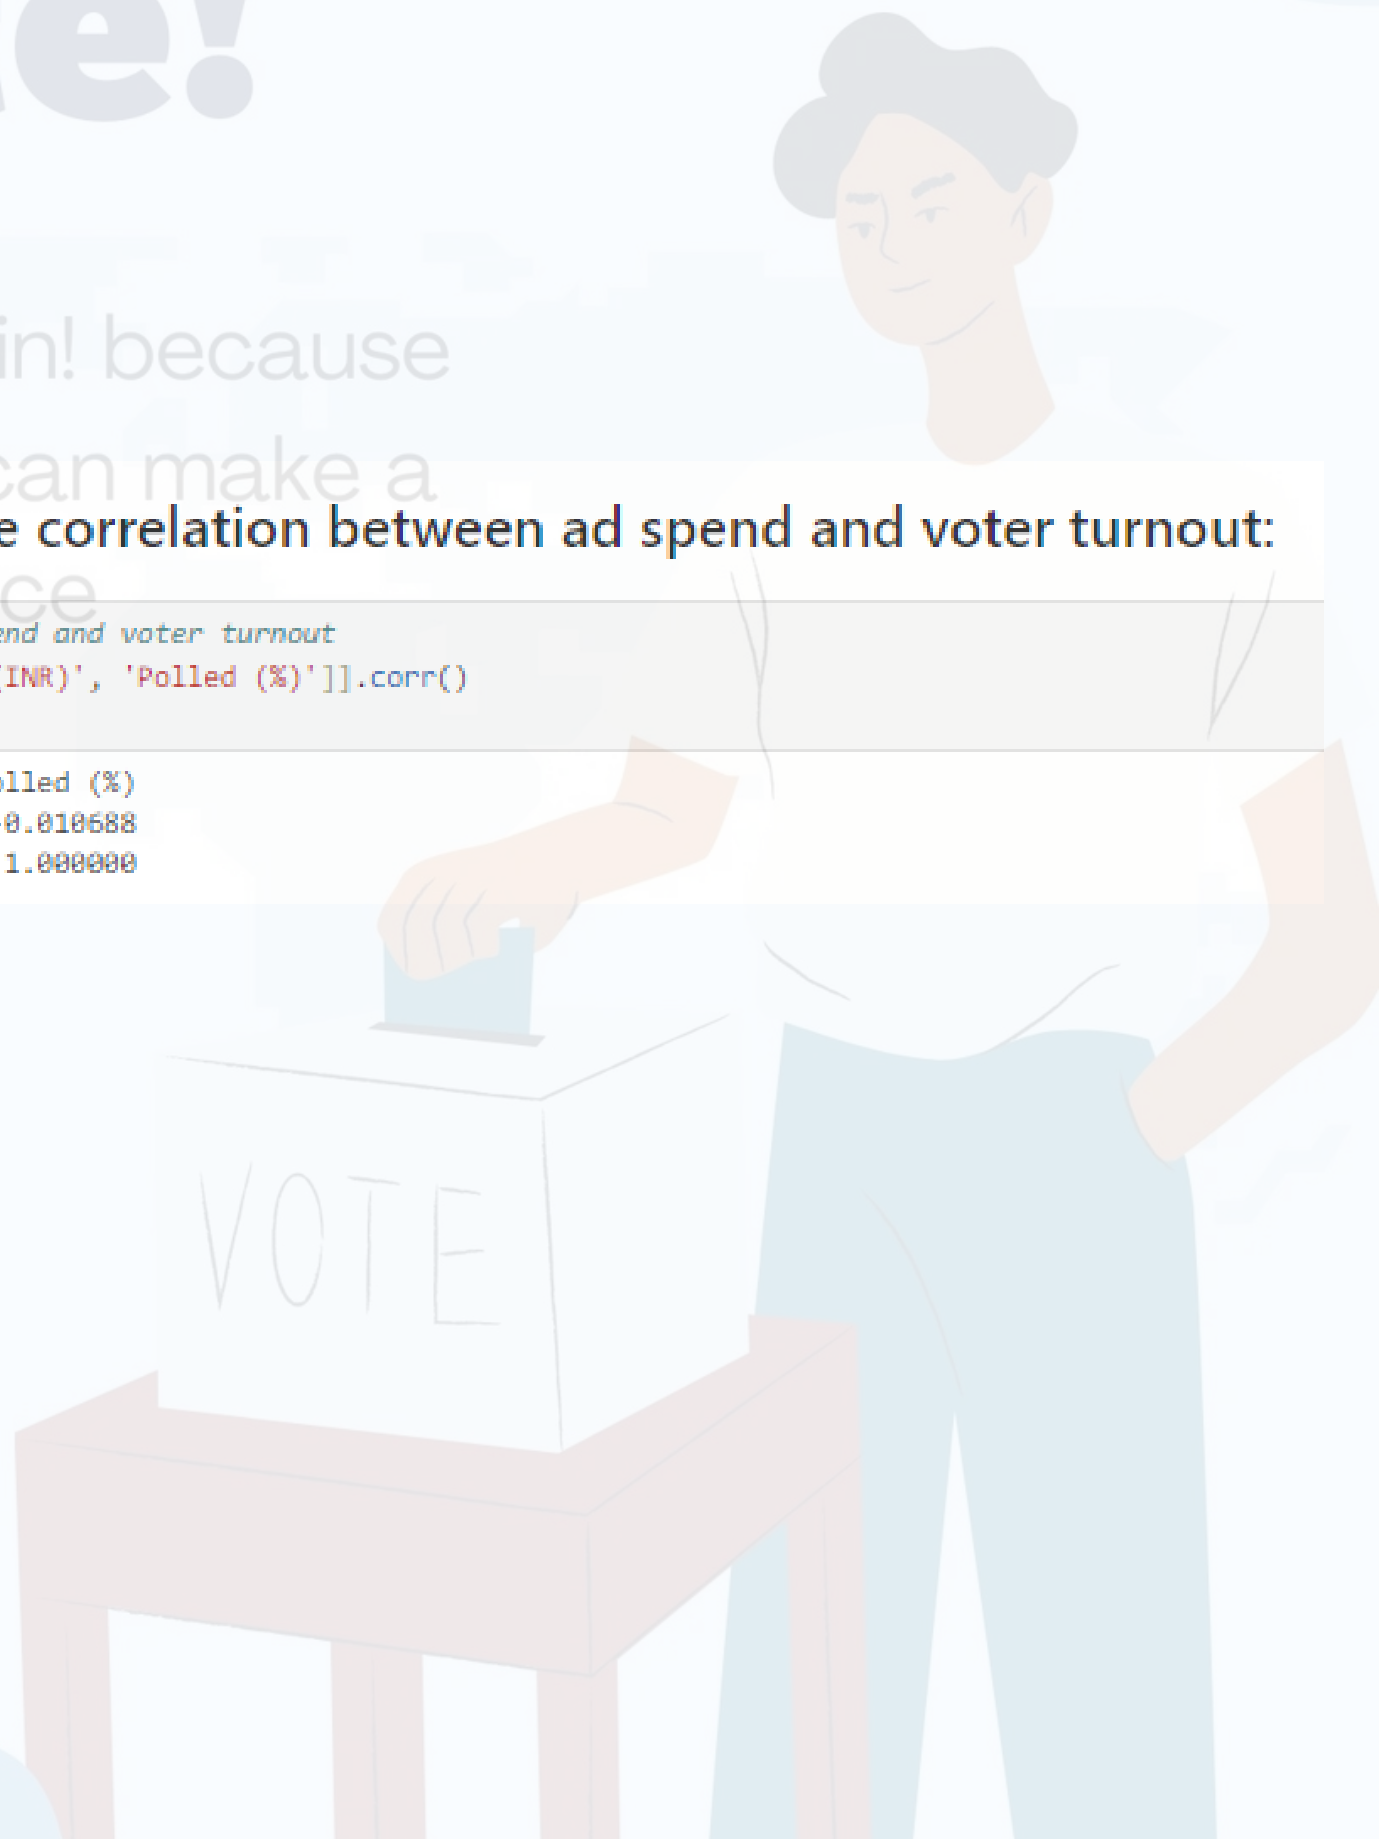 e!
in! because
can make a
e correlation between ad spend and voter turnout:
ce
end and voter turnout
(INR)', 'Polled (%)']].corr()
olled (%)
-0.010688
1.000000
VOTE